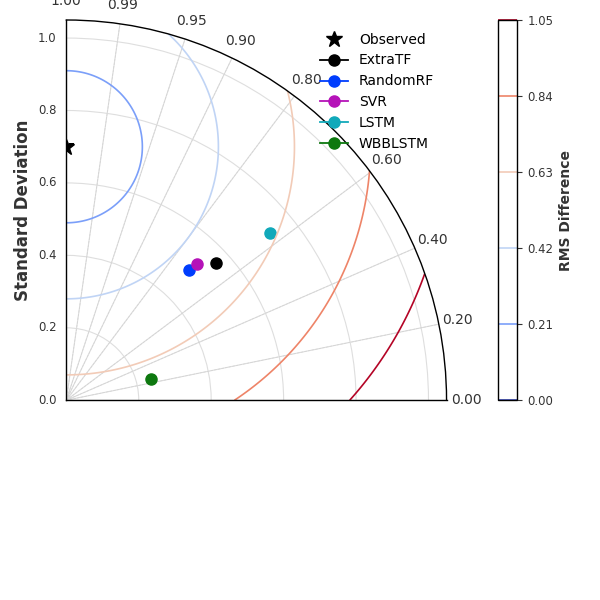 1.00
0.99
0.95
0.90
0.80
0.60
0.40
0.20
0.00
1.0
0.8
0.6
0.4
0.2
0.0
Standard Deviation
Observed
ExtraTF
RandomRF
SVR
LSTM
WBBLSTM
1.05
0.84
0.63
0.42
0.21
0.00
RMS Difference